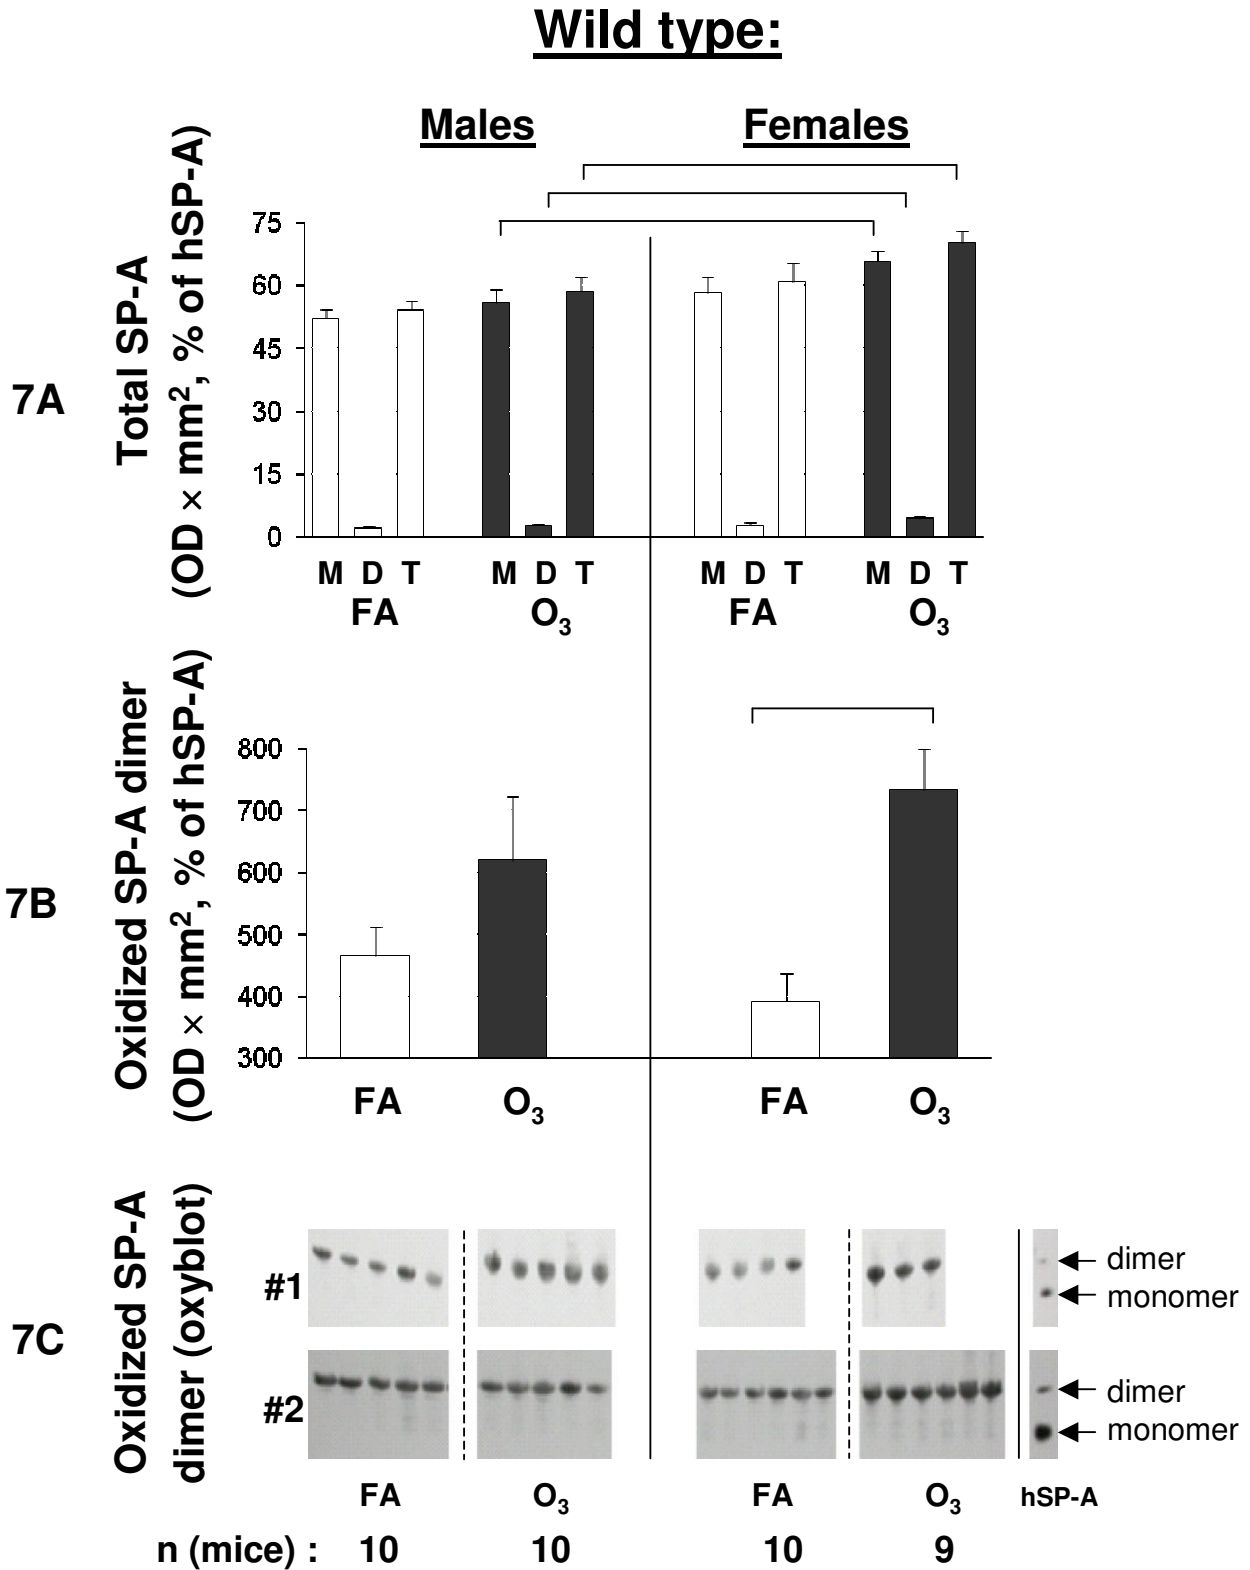 Wild type:
Males Females
7A
Total SP-A
(OD × mm², % of hSP-A)
75
60
45
30
15
0
M D T M D T M D T M D T
FA O₃ FA O₃
7B
Oxidized SP-A dimer
(OD × mm², % of hSP-A)
800
700
600
500
400
300
FA O₃ FA O₃
7C
Oxidized SP-A
dimer (oxyblot)
#1
dimer
monomer
#2
dimer
monomer
FA O₃ FA O₃ hSP-A
n (mice) : 10 10 10 9